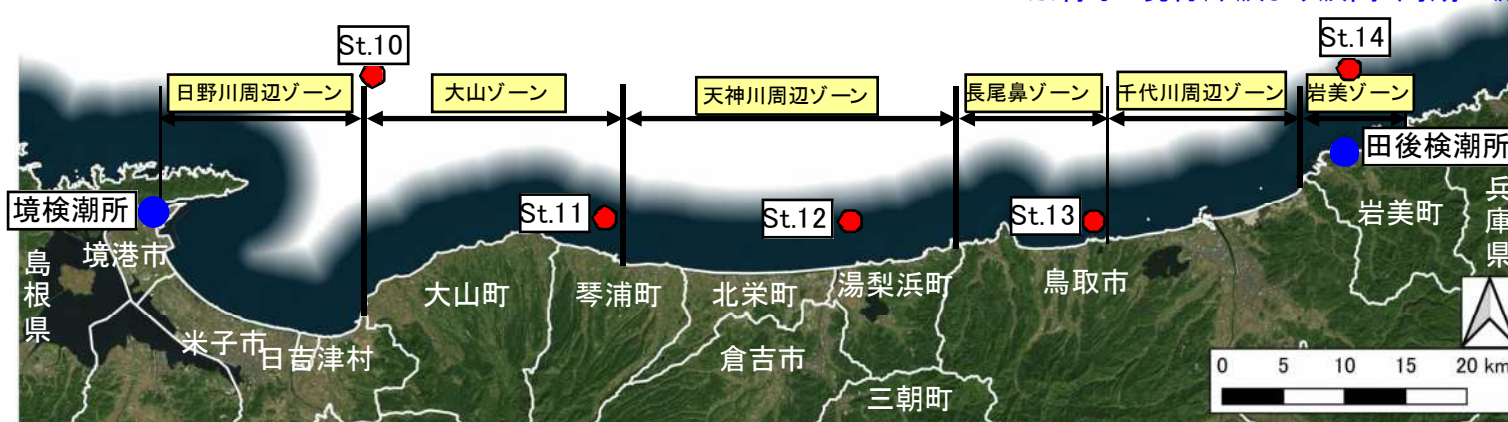 St.10
St.14
日野川周辺ゾーン
大山ゾーン
天神川周辺ゾーン
長尾鼻ゾーン
千代川周辺ゾーン
岩美ゾーン
田後検潮所
境検潮所
St.11
St.12
St.13
島根県
境港市
米子市
日吉津村
大山町
琴浦町
北栄町
湯梨浜町
倉吉市
三朝町
鳥取市
岩美町
兵庫県
0 5 10 15 20 km